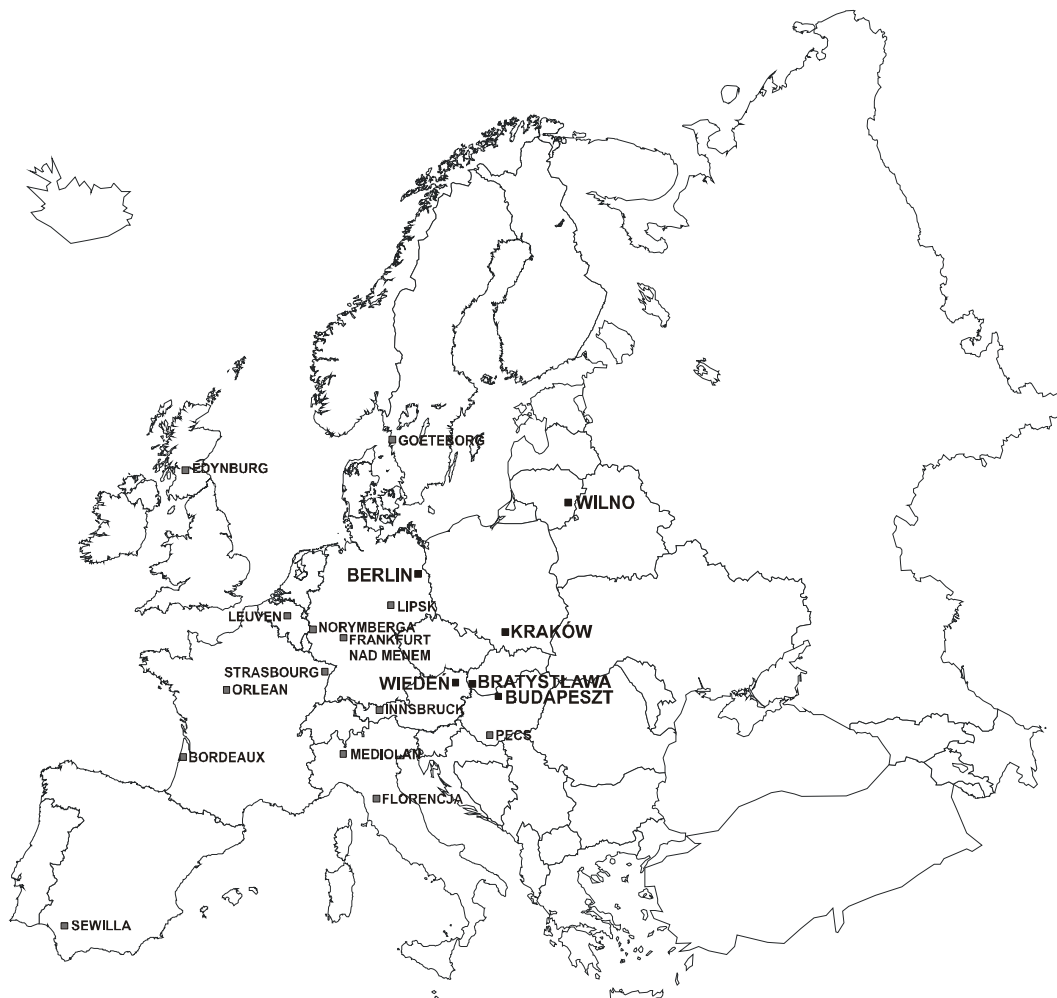 GOETEBORG
EDYNBURG
WILNO
BERLIN
LIPSK
LEUVEN
NORYMBERGA
KRAKÓW
FRANKFURT
NAD MENEM
STRASBOURG
WIEDEŃ
BRATYSŁAWA
ORLEAN
BUDAPESZT
INNSBRUCK
PECS
MEDIOLAN
BORDEAUX
FLORENCJA
SEWILLA